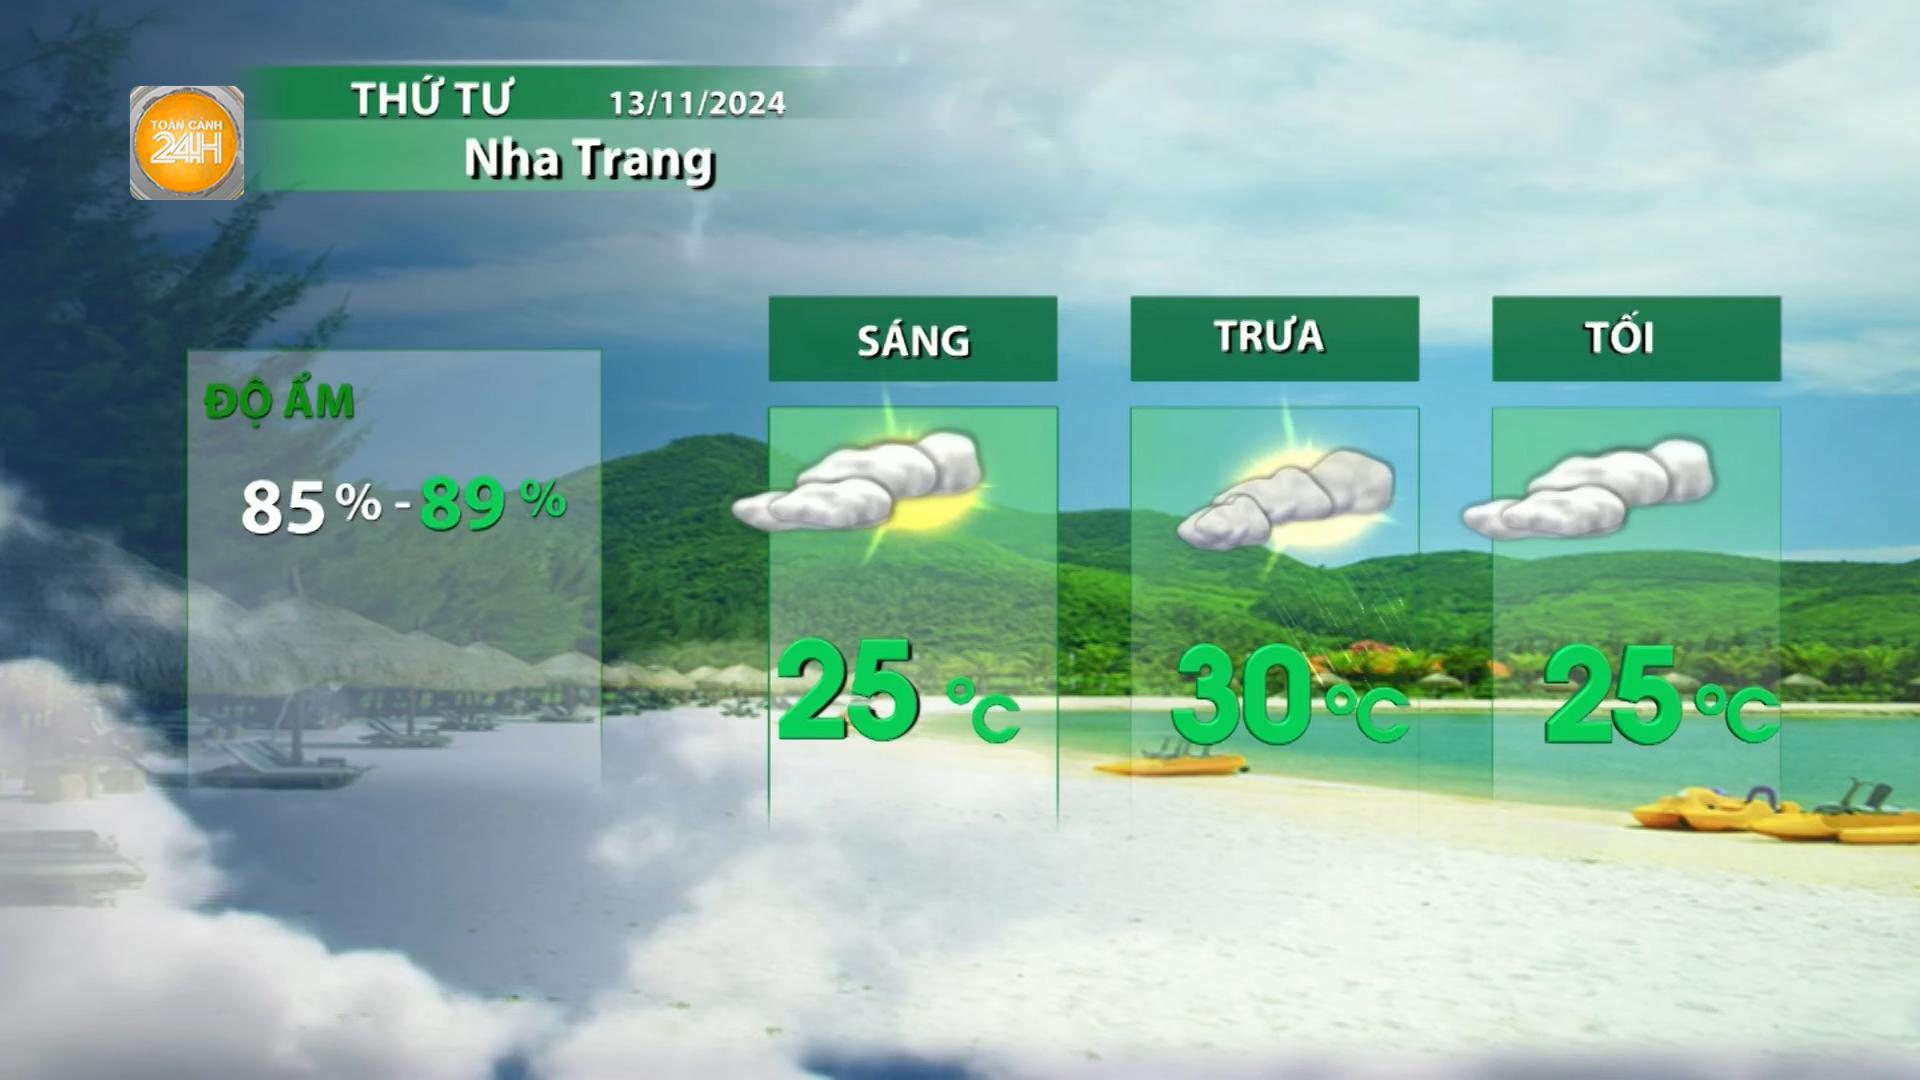 TOÀN CẢNH
24H
THỨ TƯ 13/11/2024
Nha Trang
ĐỘ ẨM
85% - 89%
SÁNG
25 °C
TRƯA
30 °C
TỐI
25 °C